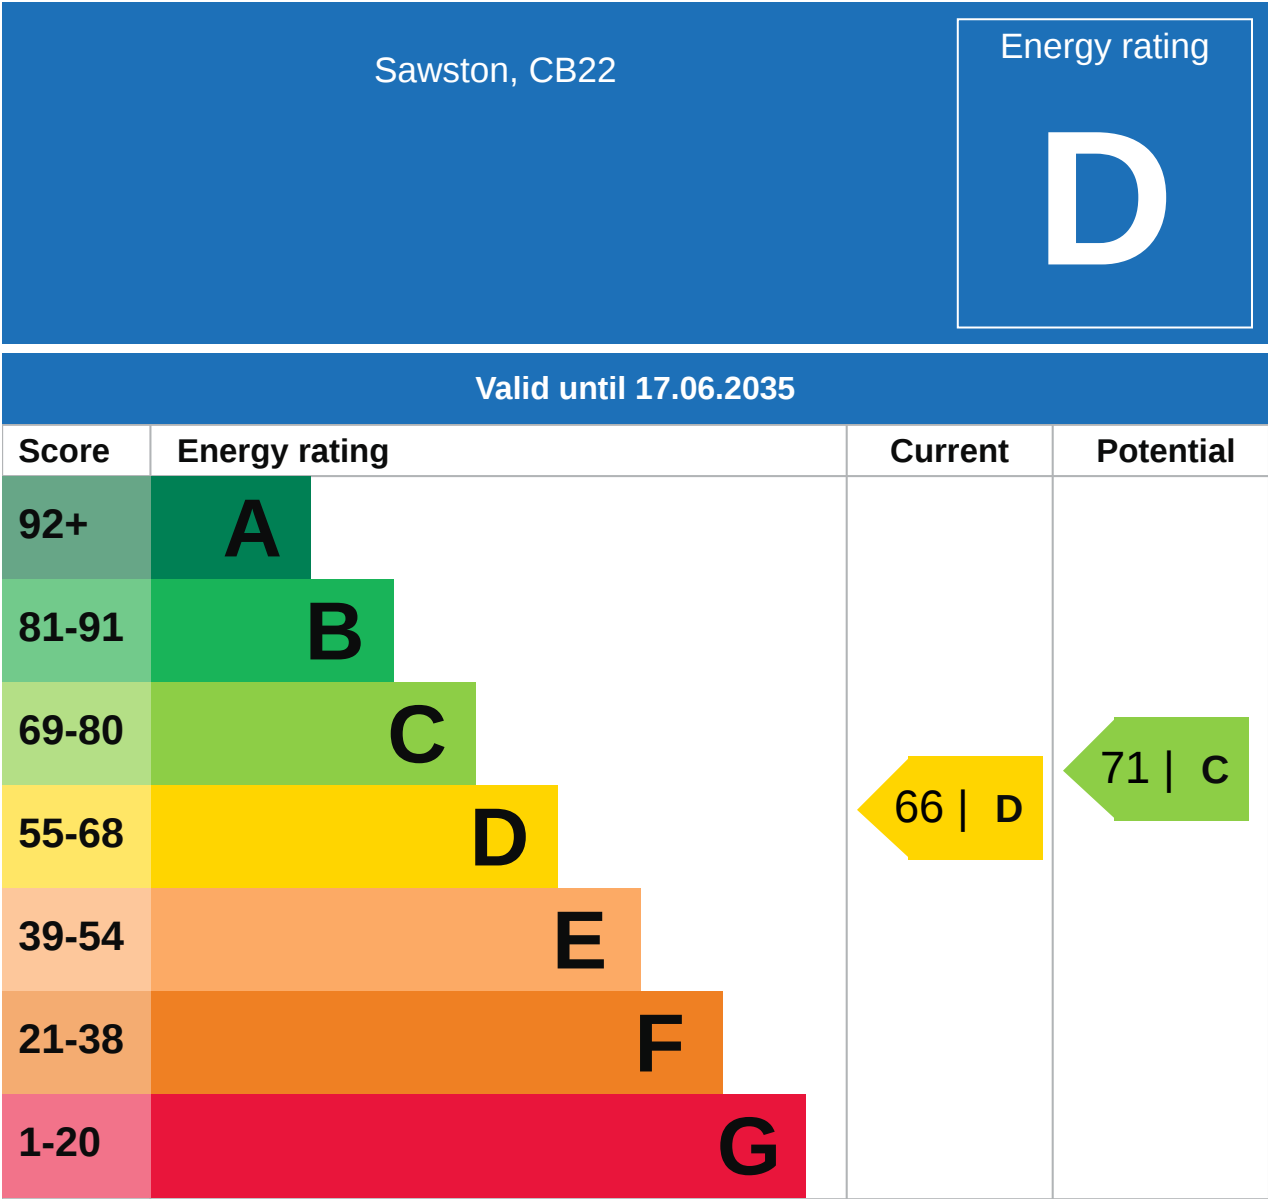 Sawston, CB22
Energy rating
D
Valid until 17.06.2035
Score Energy rating Current Potential
92+ A
81-91 B
69-80 C
71 | C
66 | D
55-68 D
39-54 E
21-38 F
1-20 G